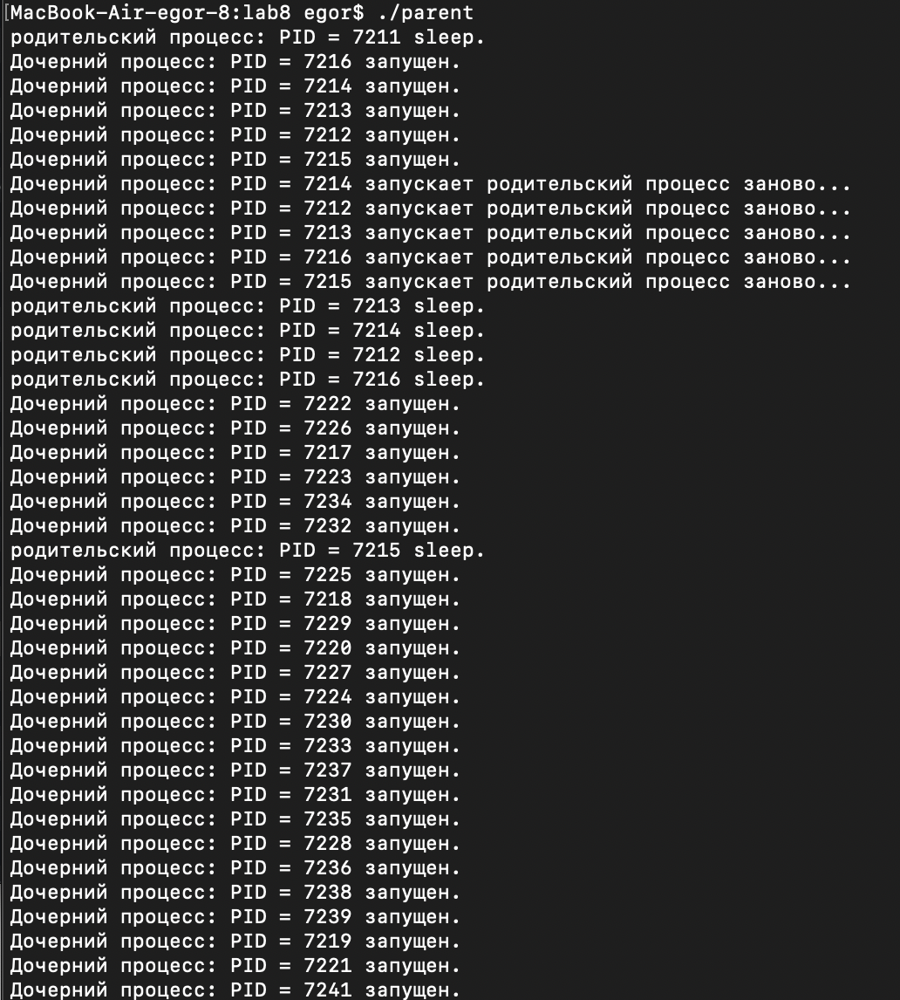 [MacBook-Air-egor-8:lab8 egor$ ./parent
родительский процесс: PID = 7211 sleep.
Дочерний процесс: PID = 7216 запущен.
Дочерний процесс: PID = 7214 запущен.
Дочерний процесс: PID = 7213 запущен.
Дочерний процесс: PID = 7212 запущен.
Дочерний процесс: PID = 7215 запущен.
Дочерний процесс: PID = 7214 запускает родительский процесс заново...
Дочерний процесс: PID = 7212 запускает родительский процесс заново...
Дочерний процесс: PID = 7213 запускает родительский процесс заново...
Дочерний процесс: PID = 7216 запускает родительский процесс заново...
Дочерний процесс: PID = 7215 запускает родительский процесс заново...
родительский процесс: PID = 7213 sleep.
родительский процесс: PID = 7214 sleep.
родительский процесс: PID = 7212 sleep.
родительский процесс: PID = 7216 sleep.
Дочерний процесс: PID = 7222 запущен.
Дочерний процесс: PID = 7226 запущен.
Дочерний процесс: PID = 7217 запущен.
Дочерний процесс: PID = 7223 запущен.
Дочерний процесс: PID = 7234 запущен.
Дочерний процесс: PID = 7232 запущен.
родительский процесс: PID = 7215 sleep.
Дочерний процесс: PID = 7225 запущен.
Дочерний процесс: PID = 7218 запущен.
Дочерний процесс: PID = 7229 запущен.
Дочерний процесс: PID = 7220 запущен.
Дочерний процесс: PID = 7227 запущен.
Дочерний процесс: PID = 7224 запущен.
Дочерний процесс: PID = 7230 запущен.
Дочерний процесс: PID = 7233 запущен.
Дочерний процесс: PID = 7237 запущен.
Дочерний процесс: PID = 7231 запущен.
Дочерний процесс: PID = 7235 запущен.
Дочерний процесс: PID = 7228 запущен.
Дочерний процесс: PID = 7236 запущен.
Дочерний процесс: PID = 7238 запущен.
Дочерний процесс: PID = 7239 запущен.
Дочерний процесс: PID = 7219 запущен.
Дочерний процесс: PID = 7221 запущен.
Дочерний процесс: PID = 7241 запущен.